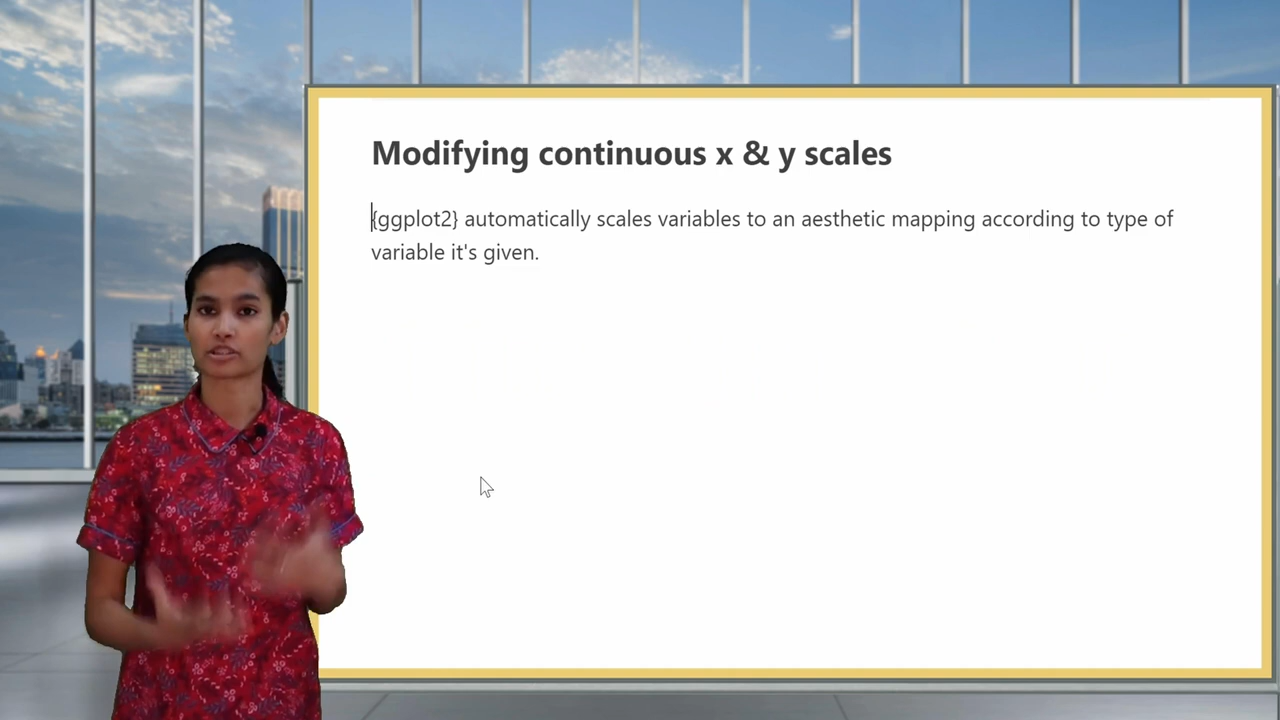 Modifying continuous x & y scales
{ggplot2} automatically scales variables to an aesthetic mapping according to type of
variable it's given.